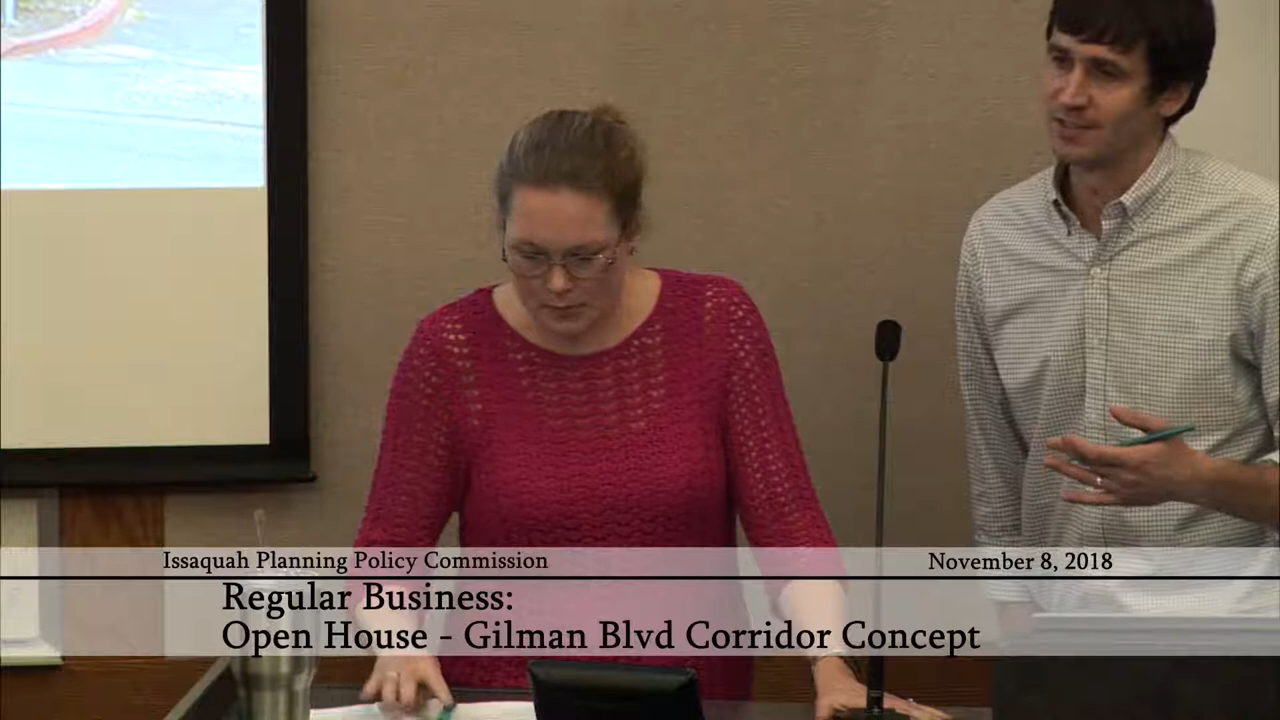 Issaquah Planning Policy Commission
November 8, 2018
Regular Business:
Open House - Gilman Blvd Corridor Concept